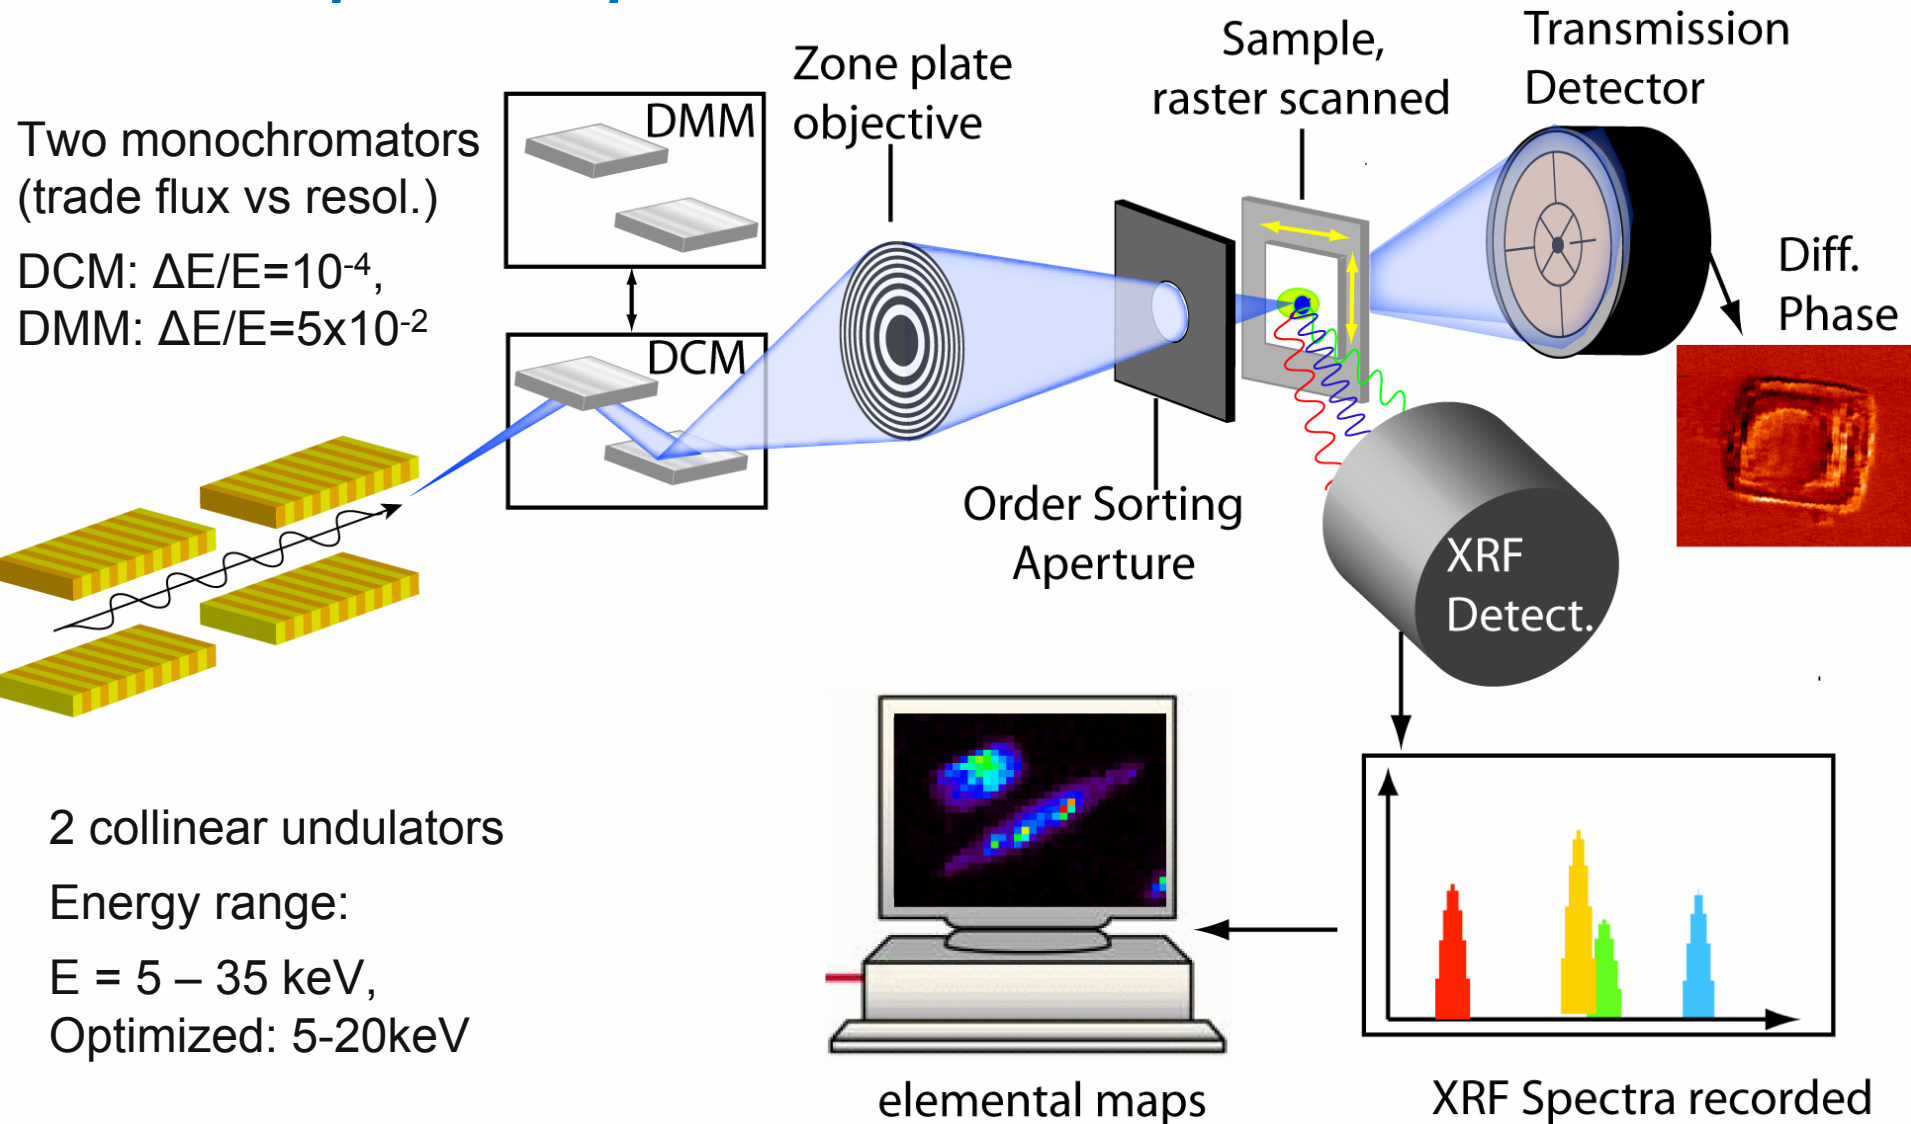 Two monochromators
(trade flux vs resol.)
DCM: ΔE/E=10⁻⁴,
DMM: ΔE/E=5x10⁻²
DMM
DCM
Zone plate
objective
Sample,
raster scanned
Transmission
Detector
Diff.
Phase
Order Sorting
Aperture
XRF
Detect.
2 collinear undulators
Energy range:
E = 5 – 35 keV,
Optimized: 5-20keV
elemental maps
XRF Spectra recorded